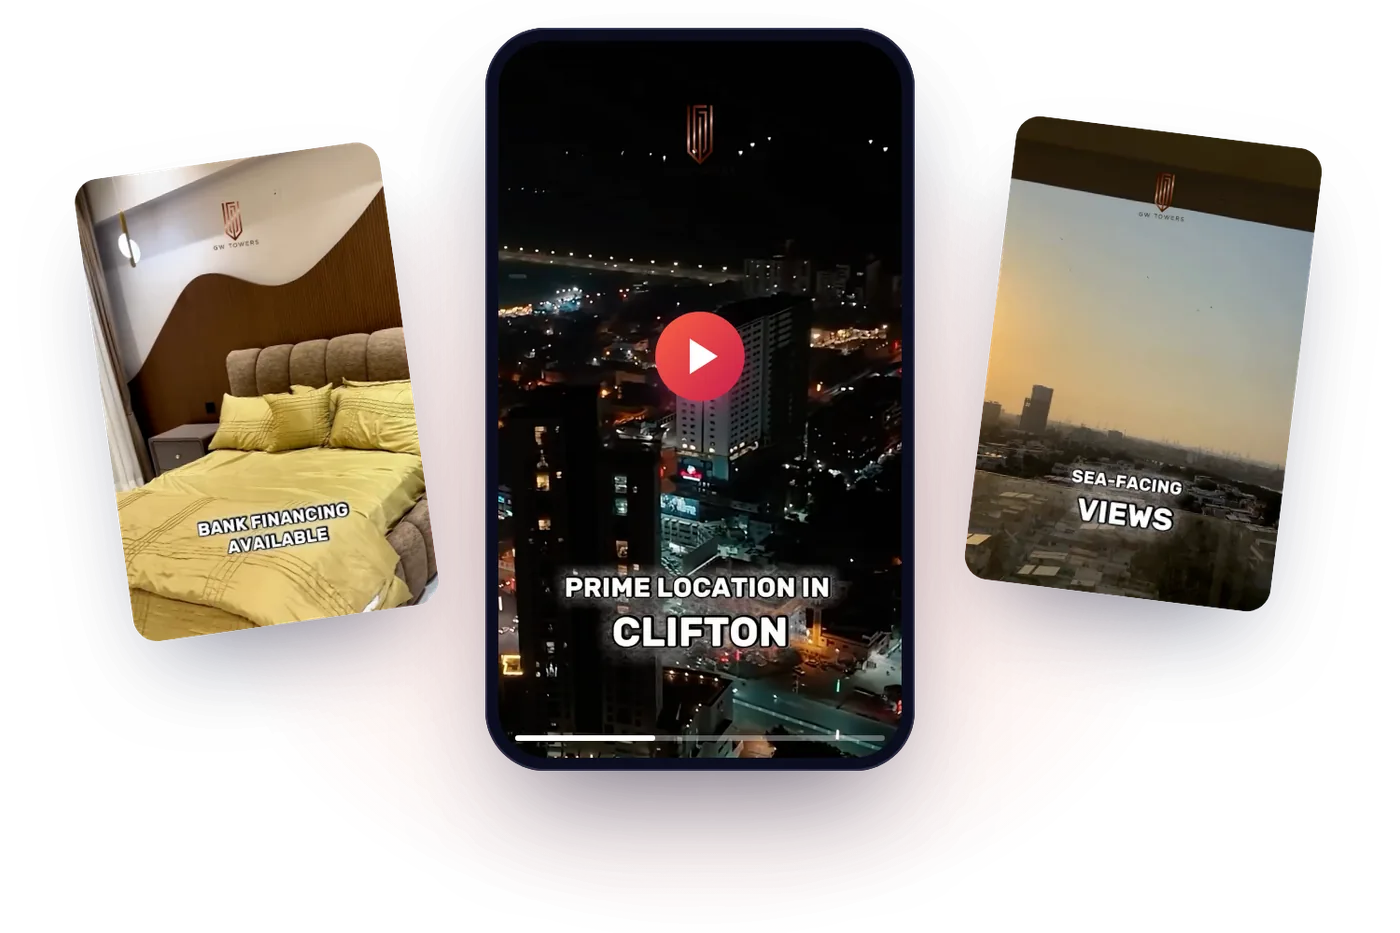 GW TOWERS
BANK FINANCING
AVAILABLE
PRIME LOCATION IN
CLIFTON
GW TOWERS
SEA-FACING
VIEWS